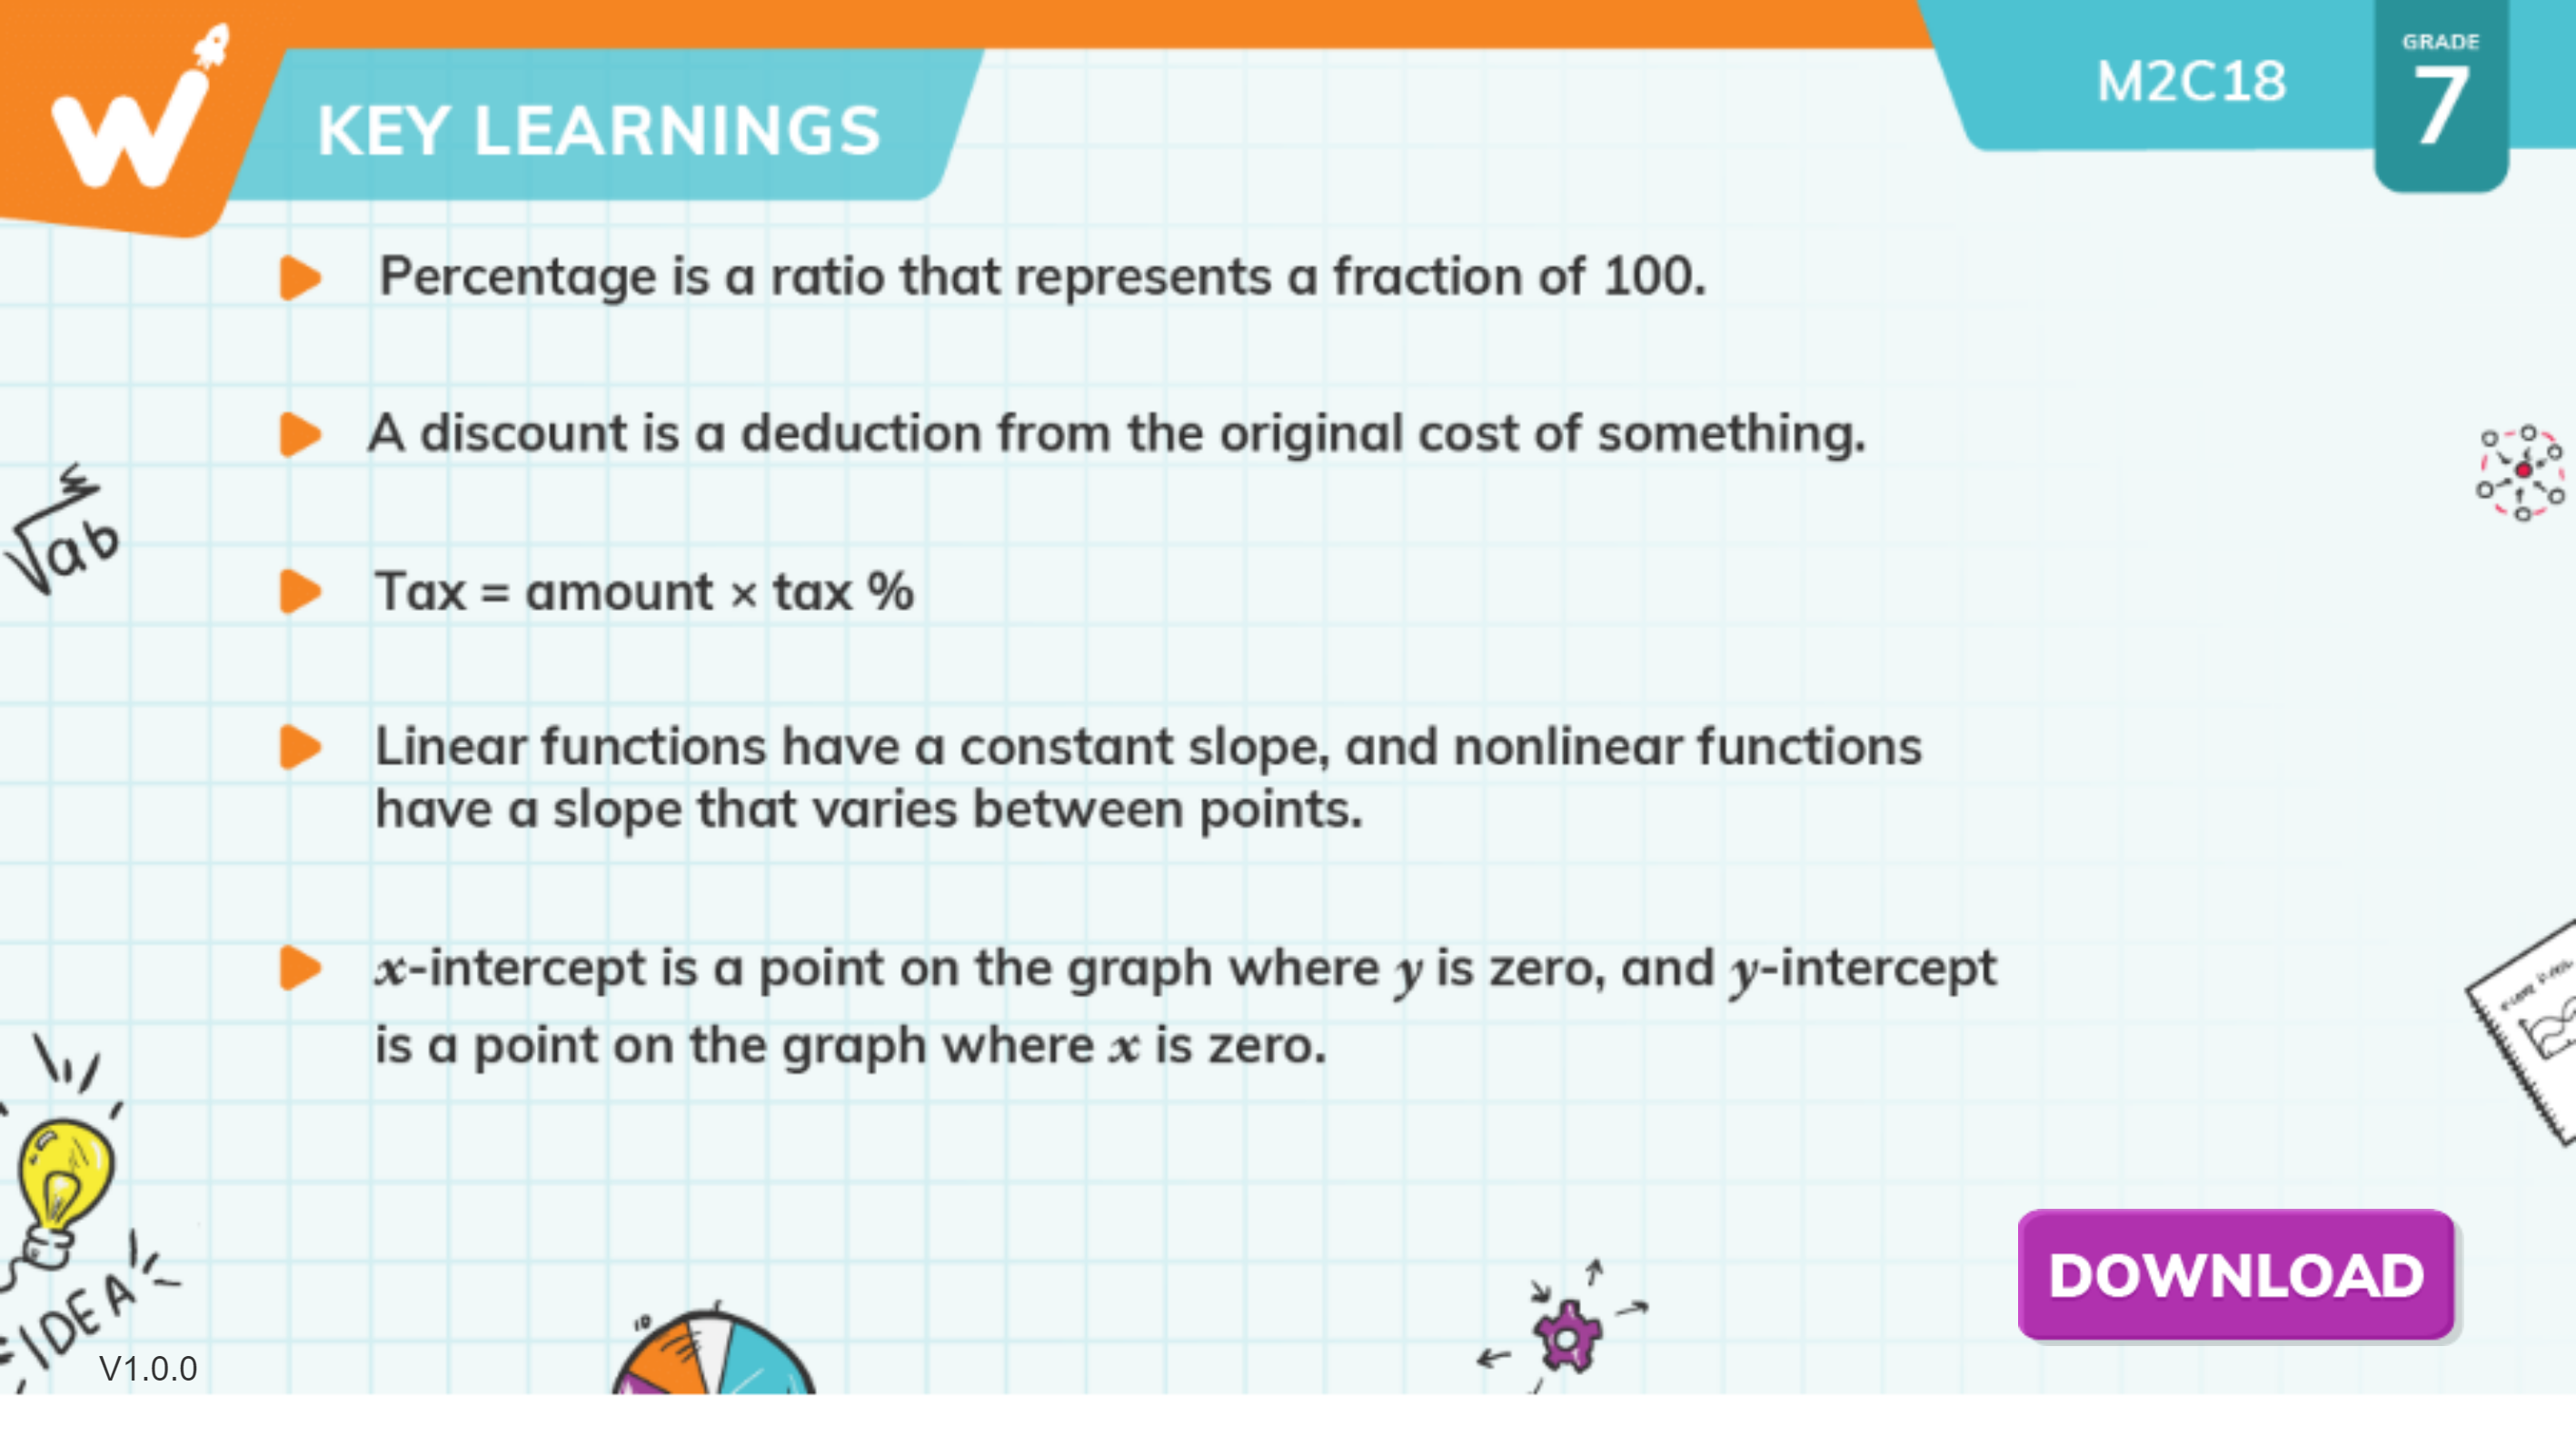 W
KEY LEARNINGS
M2C18
GRADE
7
Percentage is a ratio that represents a fraction of 100.
A discount is a deduction from the original cost of something.
√ab
Tax = amount × tax %
Linear functions have a constant slope, and nonlinear functions
have a slope that varies between points.
x-intercept is a point on the graph where y is zero, and y-intercept
is a point on the graph where x is zero.
IDEA
10
DOWNLOAD
V1.0.0